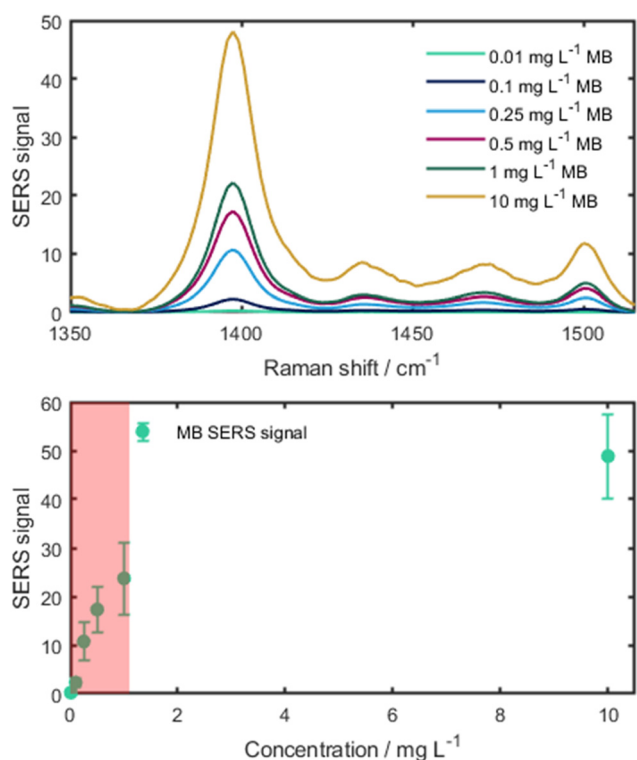 50
40
30
20
10
0
SERS signal
0.01 mg L⁻¹ MB
0.1 mg L⁻¹ MB
0.25 mg L⁻¹ MB
0.5 mg L⁻¹ MB
1 mg L⁻¹ MB
10 mg L⁻¹ MB
1350 1400 1450 1500
Raman shift / cm⁻¹
60
50
40
30
20
10
0
SERS signal
MB SERS signal
0 2 4 6 8 10
Concentration / mg L⁻¹